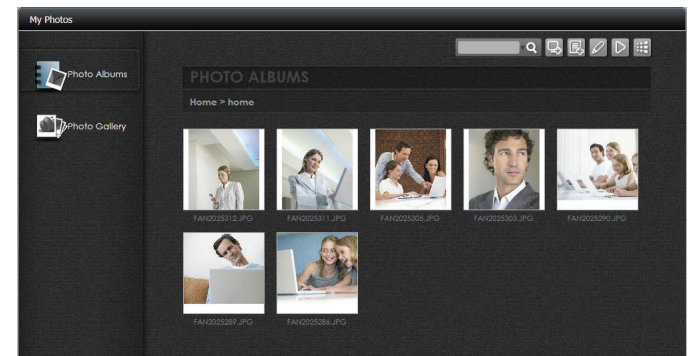 My Photos
Photo Albums
Photo Gallery
PHOTO ALBUMS
Home > home
FAN2025312.JPG
FAN2025311.JPG
FAN2025305.JPG
FAN2025303.JPG
FAN2025290.JPG
FAN2025289.JPG
FAN2025286.JPG